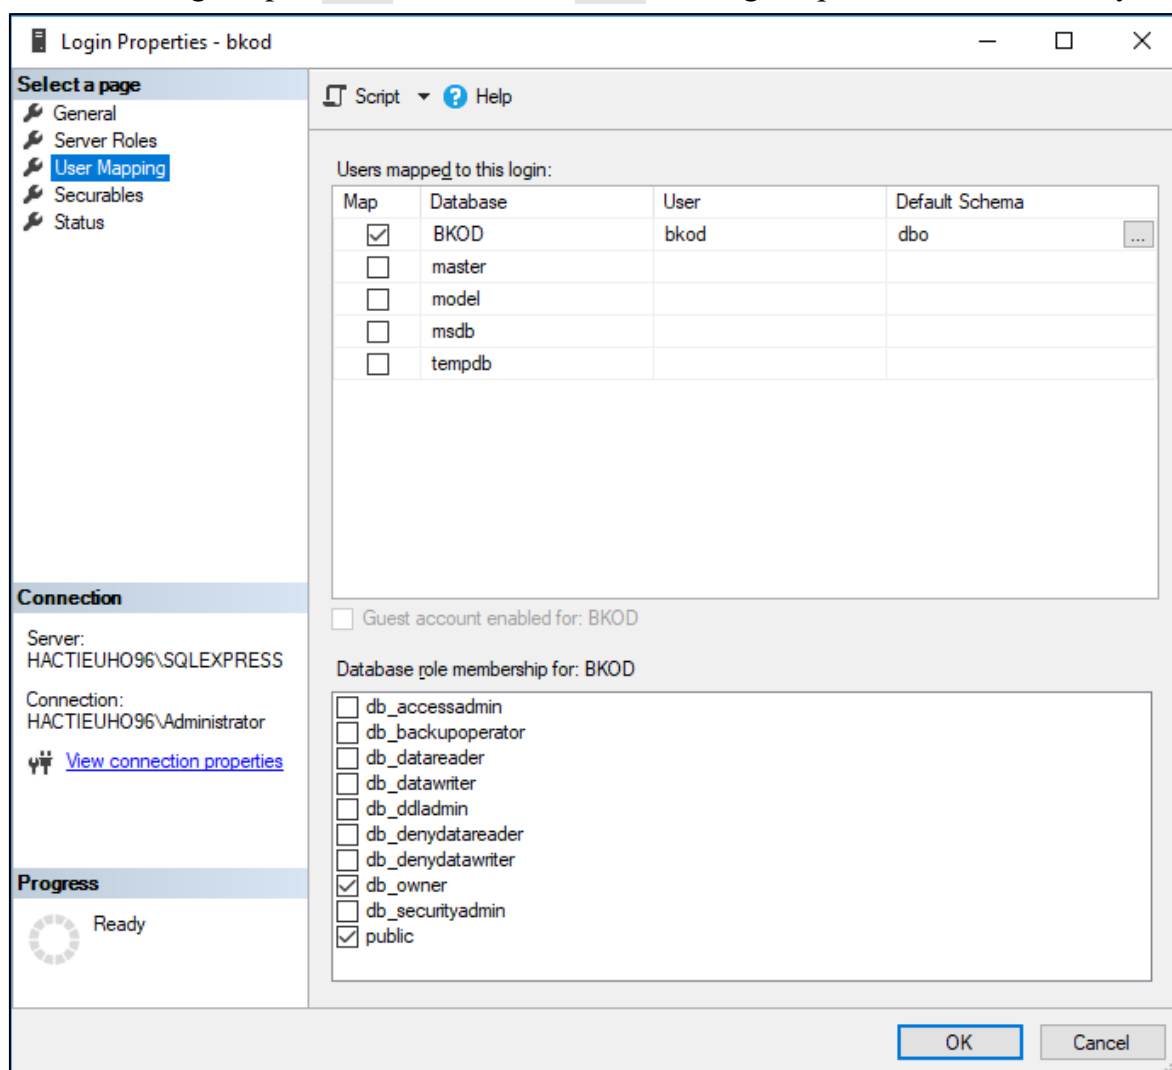 Login Properties - bkod
Select a page
General
Server Roles
User Mapping
Securables
Status
Script
Help
Users mapped to this login:
Map Database User Default Schema
BKOD bkod dbo ...
master
model
msdb
tempdb
Guest account enabled for: BKOD
Database role membership for: BKOD
db_accessadmin
db_backupoperator
db_datareader
db_datawriter
db_ddladmin
db_denydatareader
db_denydatawriter
db_owner
db_securityadmin
public
Connection
Server:
HACTIEUHO96\SQLEXPRESS
Connection:
HACTIEUHO96\Administrator
View connection properties
Progress
Ready
OK Cancel